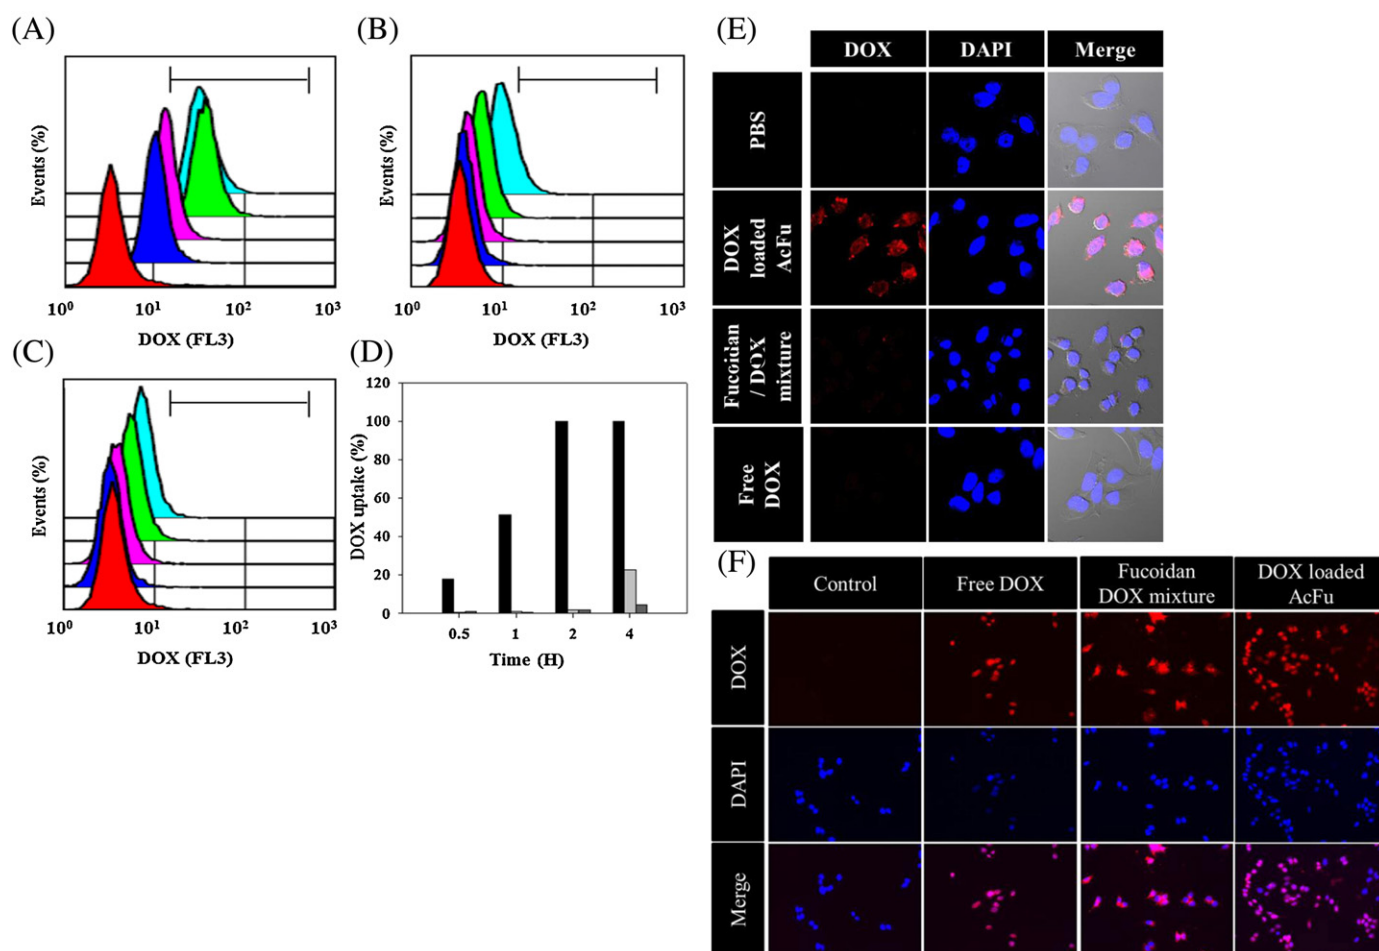 (A)
Events (%)
10⁰ 10¹ 10² 10³
DOX (FL3)
(B)
Events (%)
10⁰ 10¹ 10² 10³
DOX (FL3)
(C)
Events (%)
10⁰ 10¹ 10² 10³
DOX (FL3)
(D)
DOX uptake (%)
120
100
80
60
40
20
0
0.5 1 2 4
Time (H)
(E)
DOX DAPI Merge
PBS
DOX
loaded
AcFu
Fucoidan
/ DOX
mixture
Free
DOX
(F)
Control
Free DOX
Fucoidan
DOX mixture
DOX loaded
AcFu
DOX
DAPI
Merge